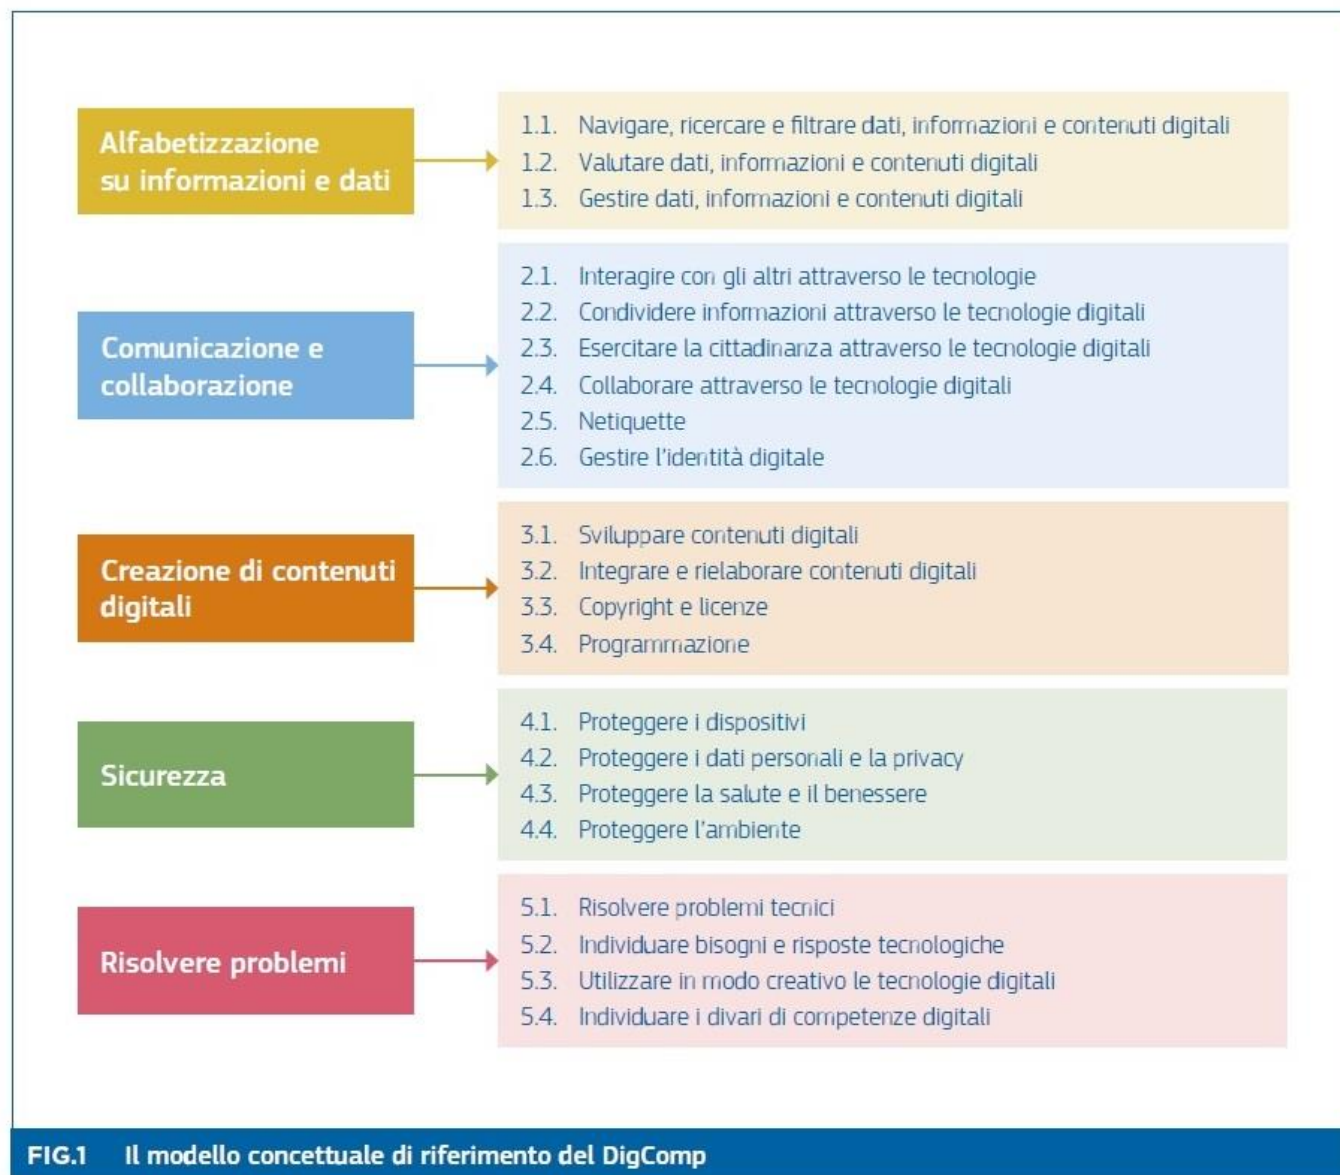 Alfabetizzazione
su informazioni e dati
1.1. Navigare, ricercare e filtrare dati, informazioni e contenuti digitali
1.2. Valutare dati, informazioni e contenuti digitali
1.3. Gestire dati, informazioni e contenuti digitali
Comunicazione e
collaborazione
2.1. Interagire con gli altri attraverso le tecnologie
2.2. Condividere informazioni attraverso le tecnologie digitali
2.3. Esercitare la cittadinanza attraverso le tecnologie digitali
2.4. Collaborare attraverso le tecnologie digitali
2.5. Netiquette
2.6. Gestire l'identità digitale
Creazione di contenuti
digitali
3.1. Sviluppare contenuti digitali
3.2. Integrare e rielaborare contenuti digitali
3.3. Copyright e licenze
3.4. Programmazione
Sicurezza
4.1. Proteggere i dispositivi
4.2. Proteggere i dati personali e la privacy
4.3. Proteggere la salute e il benessere
4.4. Proteggere l'ambiente
Risolvere problemi
5.1. Risolvere problemi tecnici
5.2. Individuare bisogni e risposte tecnologiche
5.3. Utilizzare in modo creativo le tecnologie digitali
5.4. Individuare i divari di competenze digitali
FIG.1 Il modello concettuale di riferimento del DigComp